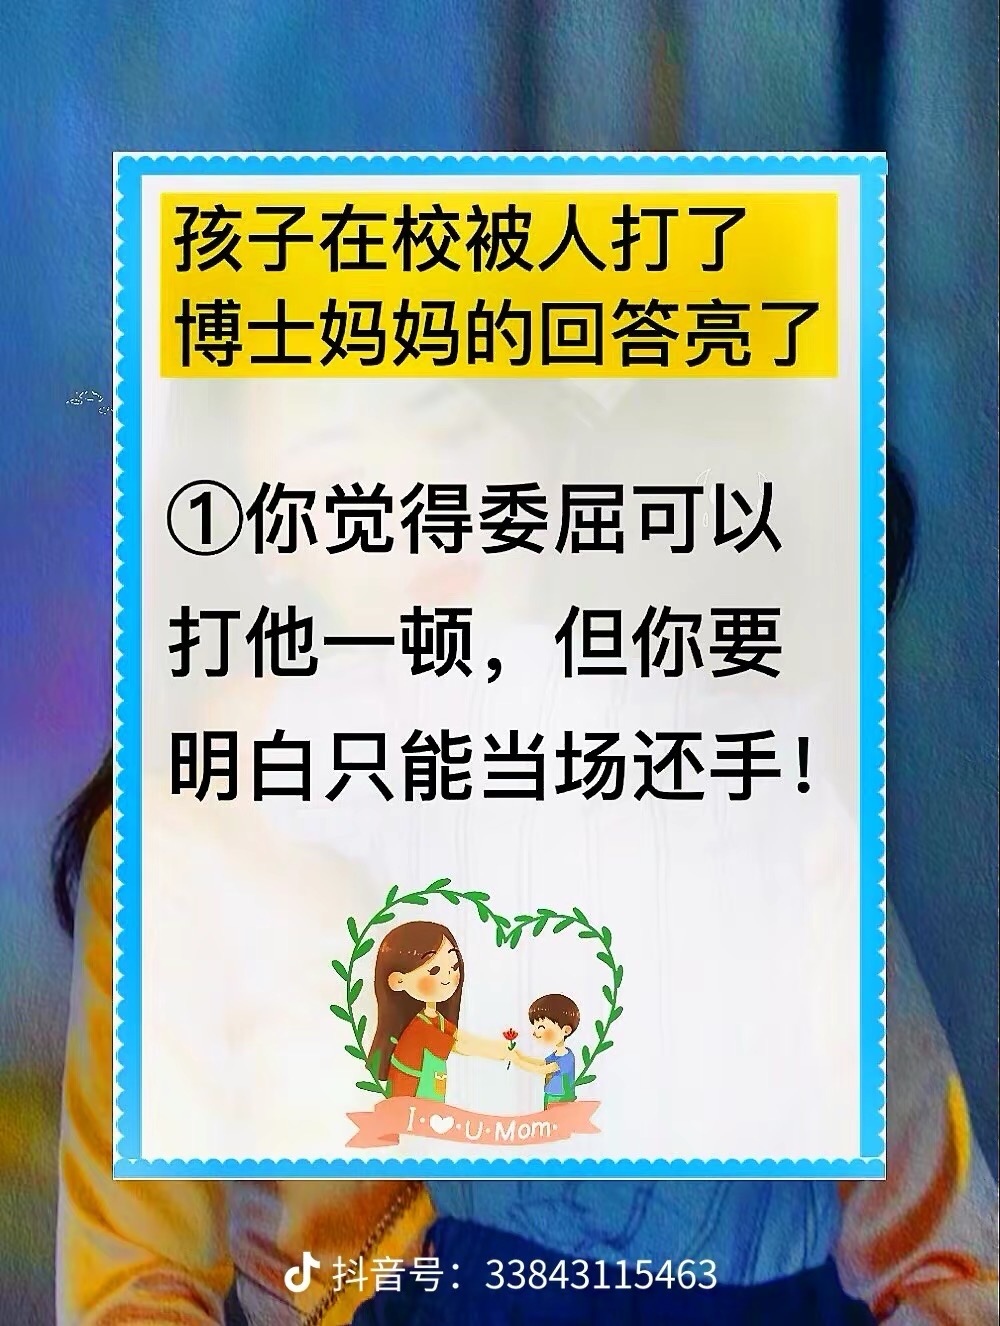 孩子在校被人打了
博士妈妈的回答亮了
①你觉得委屈可以
打他一顿，但你要
明白只能当场还手！
I·U·Mom·
抖音号：33843115463